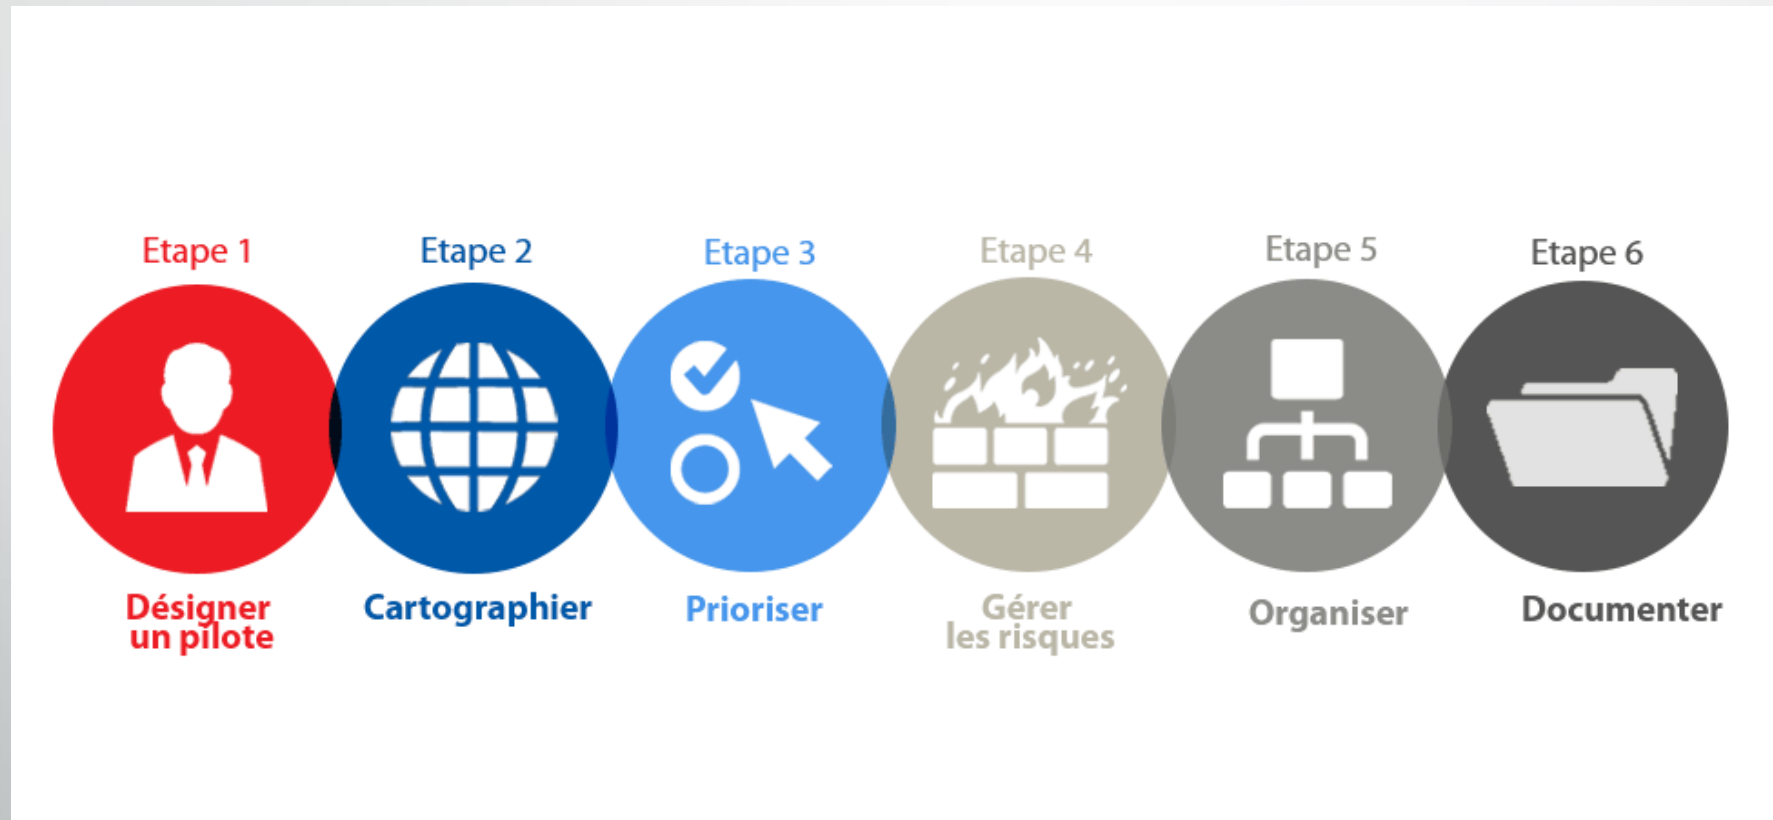 Etape 1
Etape 2
Etape 3
Etape 4
Etape 5
Etape 6
Désigner
un pilote
Cartographier
Prioriser
Gérer
les risques
Organiser
Documenter